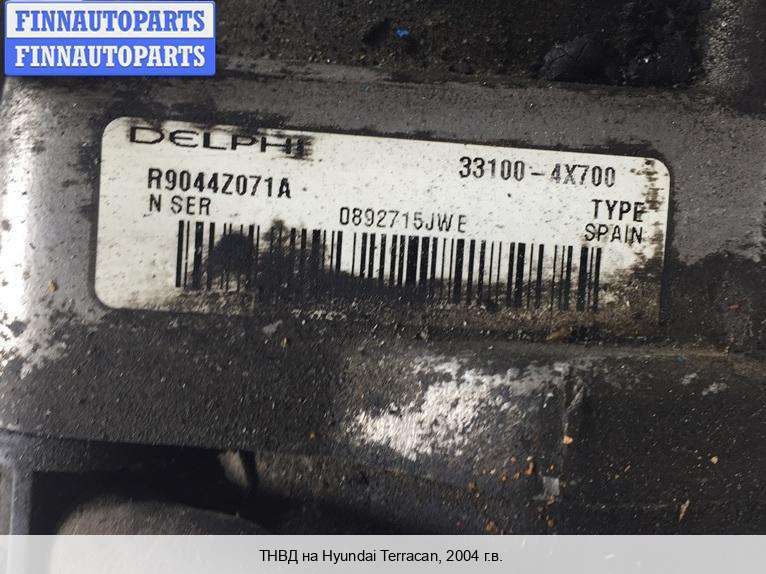 FINNAUTOPARTS
FINNAUTOPARTS
DELPHI
33100-4X700
R9044Z071A
TYPE
N SER
0892715JWE
SPAIN
ТНВД на Hyundai Terracan, 2004 г.в.